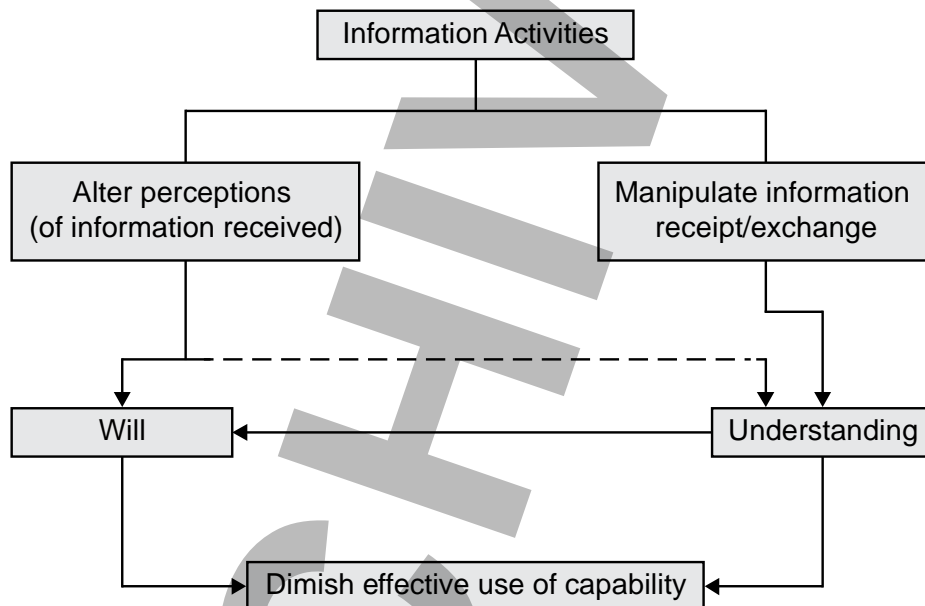 Information Activities
Alter perceptions
(of information received)
Manipulate information
receipt/exchange
Will
Understanding
Dimish effective use of capability